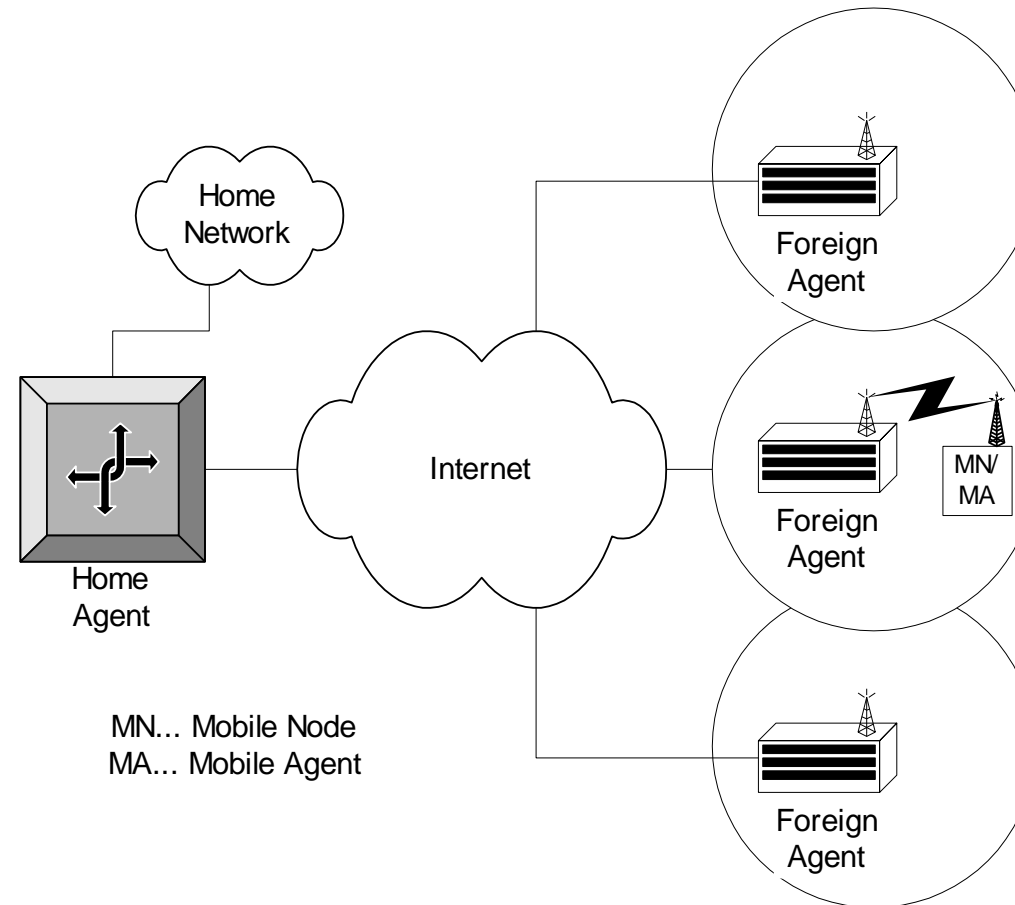 Home
Network
Foreign
Agent
Internet
MN/
MA
Foreign
Agent
Home
Agent
MN... Mobile Node
MA... Mobile Agent
Foreign
Agent